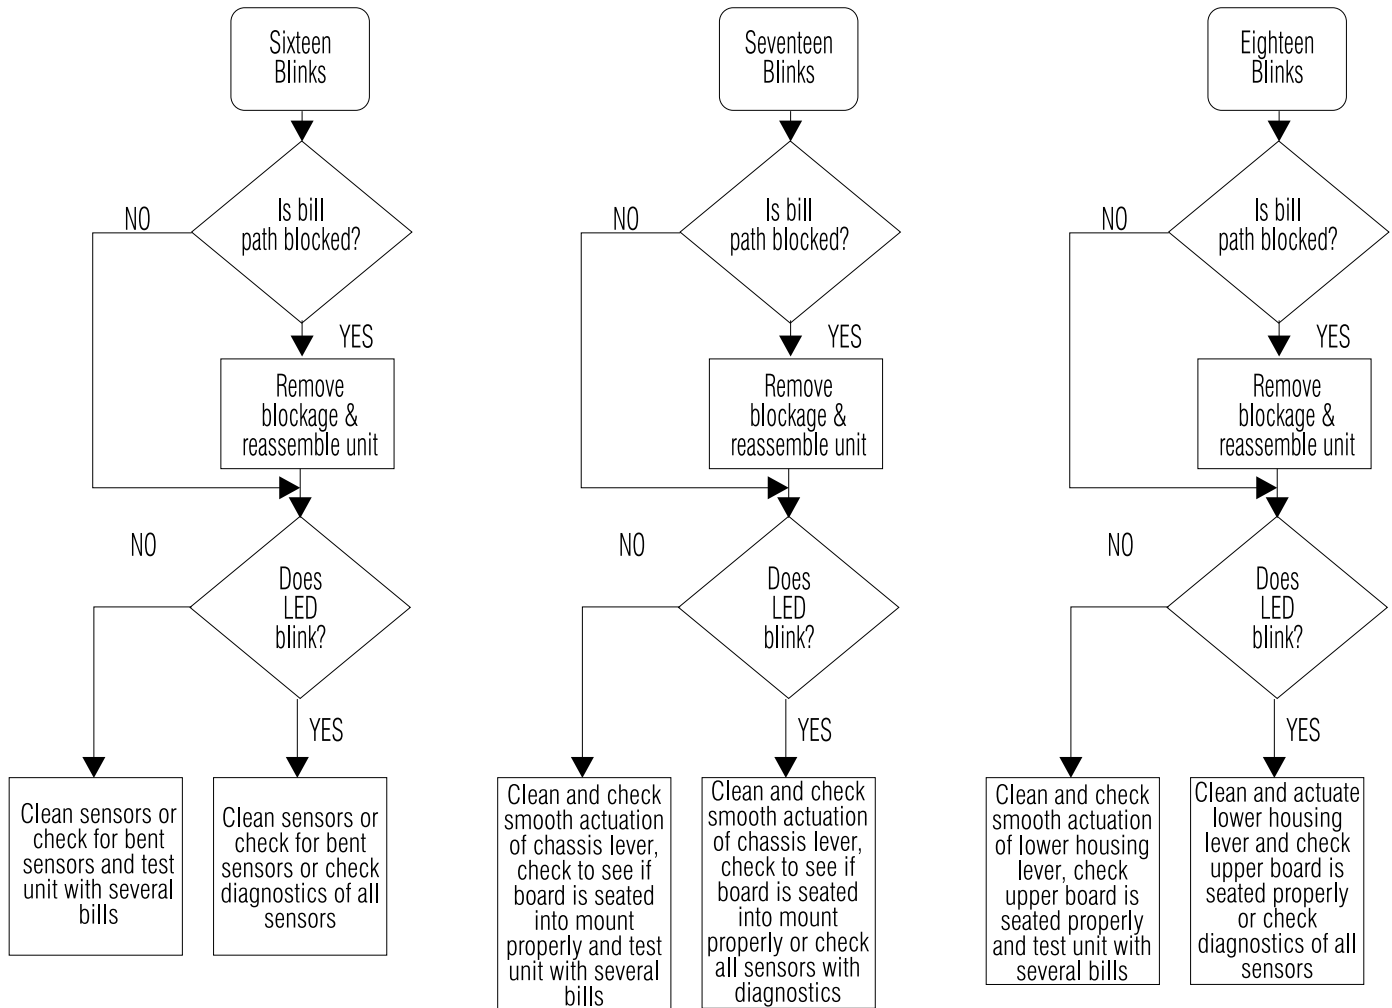 Sixteen
Blinks
Is bill
path blocked?
NO
YES
Remove
blockage &
reassemble unit
NO
Does
LED
blink?
YES
Clean sensors or
check for bent
sensors and test
unit with several
bills
Clean sensors or
check for bent
sensors or check
diagnostics of all
sensors
Seventeen
Blinks
Is bill
path blocked?
NO
YES
Remove
blockage &
reassemble unit
NO
Does
LED
blink?
YES
Clean and check
smooth actuation
of chassis lever,
check to see if
board is seated
into mount
properly and test
unit with several
bills
Clean and check
smooth actuation
of chassis lever,
check to see if
board is seated
into mount
properly or check
all sensors with
diagnostics
Eighteen
Blinks
Is bill
path blocked?
NO
YES
Remove
blockage &
reassemble unit
NO
Does
LED
blink?
YES
Clean and check
smooth actuation
of lower housing
lever, check
upper board is
seated properly
and test unit with
several bills
Clean and actuate
lower housing
lever and check
upper board is
seated properly
or check
diagnostics of all
sensors